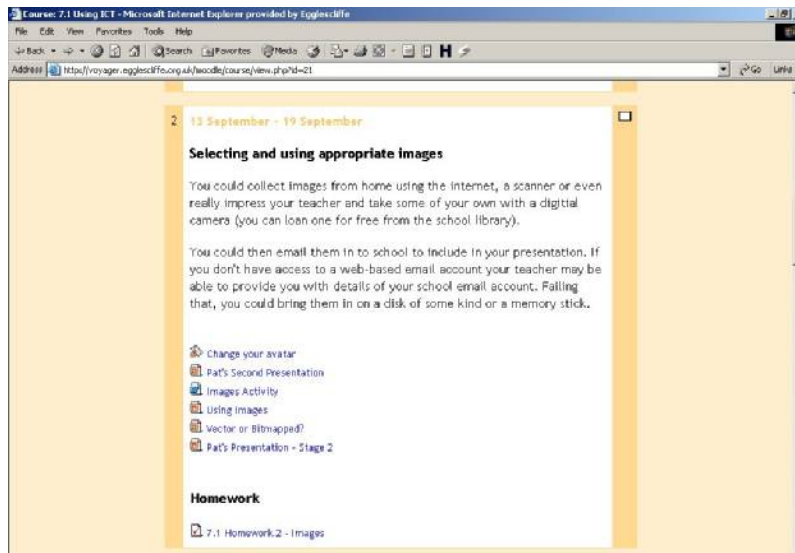 Course: 7.1 Using ICT - Microsoft Internet Explorer provided by Egglescliffe
File Edit View Favorites Tools Help
Back Search Favorites Media
Address http://voyager.egglescliffe.org.uk/moodle/course/view.php?id=21 Go Links
2 13 September - 19 September
Selecting and using appropriate images
You could collect images from home using the internet, a scanner or even
really impress your teacher and take some of your own with a digitial
camera (you can loan one for free from the school library).
You could then email them in to school to include in your presentation. If
you don't have access to a web-based email account your teacher may be
able to provide you with details of your school email account. Failing
that, you could bring them in on a disk of some kind or a memory stick.
Change your avatar
Pat's Second Presentation
Images Activity
Using Images
Vector or Bitmapped?
Pat's Presentation - Stage 2
Homework
7.1 Homework.2 - Images